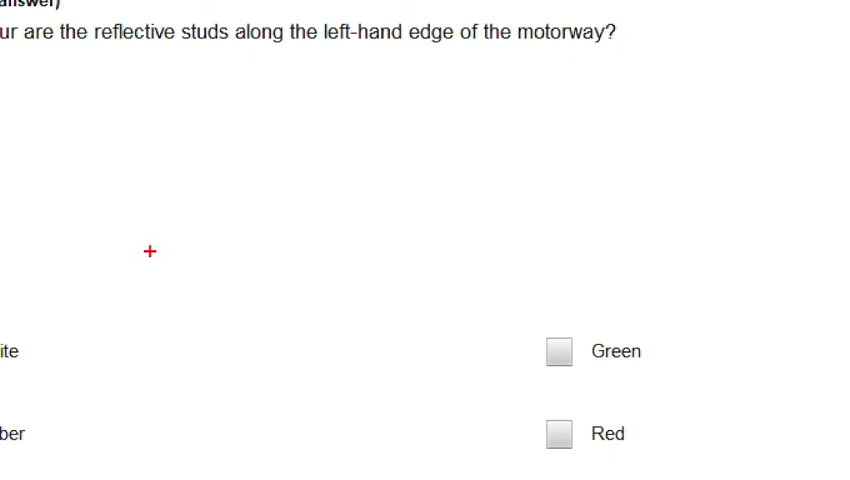 answer)
ur are the reflective studs along the left-hand edge of the motorway?
ite
Green
ber
Red